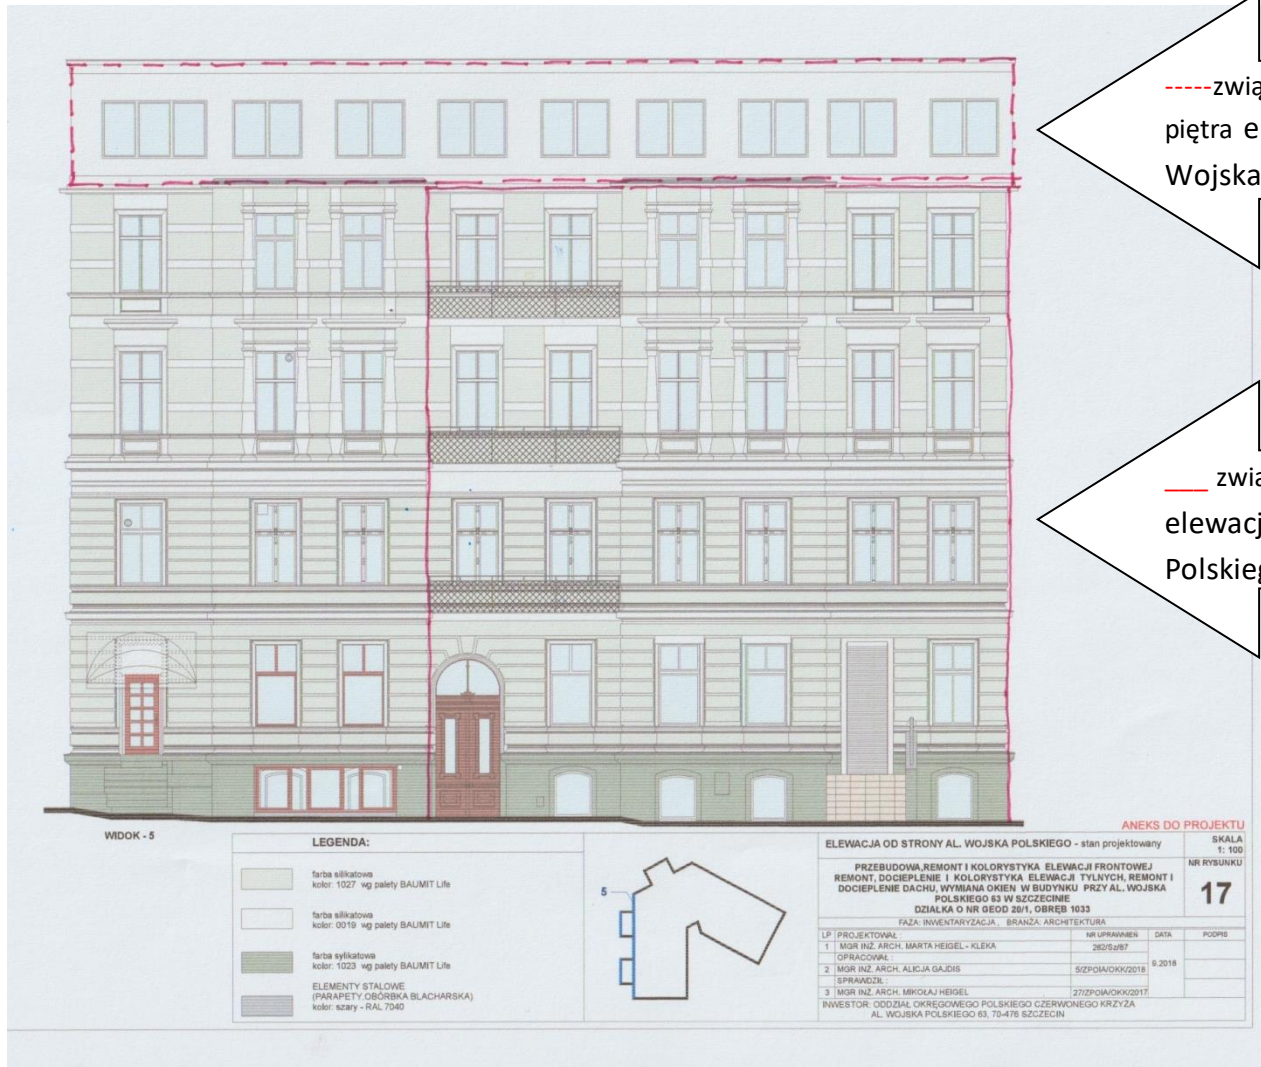 -----zwią
piętra e
Wojska
___ zwią
elewacj
Polskieg
WIDOK - 5
LEGENDA:
farba silikatowa
kolor: 1027 wg palety BAUMIT Life
farba silikatowa
kolor: 0019 wg palety BAUMIT Life
farba sylikatowa
kolor: 1023 wg palety BAUMIT Life
ELEMENTY STALOWE
(PARAPETY, OBÓRBKA BLACHARSKA)
kolor: szary - RAL 7040
5
ANEKS DO PROJEKTU
ELEWACJA OD STRONY AL. WOJSKA POLSKIEGO - stan projektowany
SKALA
1: 100
PRZEBUDOWA,REMONT I KOLORYSTYKA ELEWACJI FRONTOWEJ
REMONT, DOCIEPLENIE I KOLORYSTYKA ELEWACJI TYLNYCH, REMONT I
DOCIEPLENIE DACHU, WYMIANA OKIEN W BUDYNKU PRZY AL. WOJSKA
POLSKIEGO 63 W SZCZECINIE
DZIAŁKA O NR GEOD 20/1, OBRĘB 1033
NR RYSUNKU
17
FAZA: INWENTARYZACJA, BRANŻA: ARCHITEKTURA
LP PROJEKTOWAŁ : NR UPRAWNIEŃ DATA PODPIS
1 MGR INŻ. ARCH. MARTA HEIGEL - KLEKA 262/Sz/87
OPRACOWAŁ :
2 MGR INŻ. ARCH. ALICJA GAJDIS 5/ZPOIA/OKK/2018 9.2018
SPRAWDZIŁ :
3 MGR INŻ. ARCH. MIKOŁAJ HEIGEL 27/ZPOIA/OKK/2017
INWESTOR: ODDZIAŁ OKRĘGOWEGO POLSKIEGO CZERWONEGO KRZYŻA
AL. WOJSKA POLSKIEGO 63, 70-476 SZCZECIN